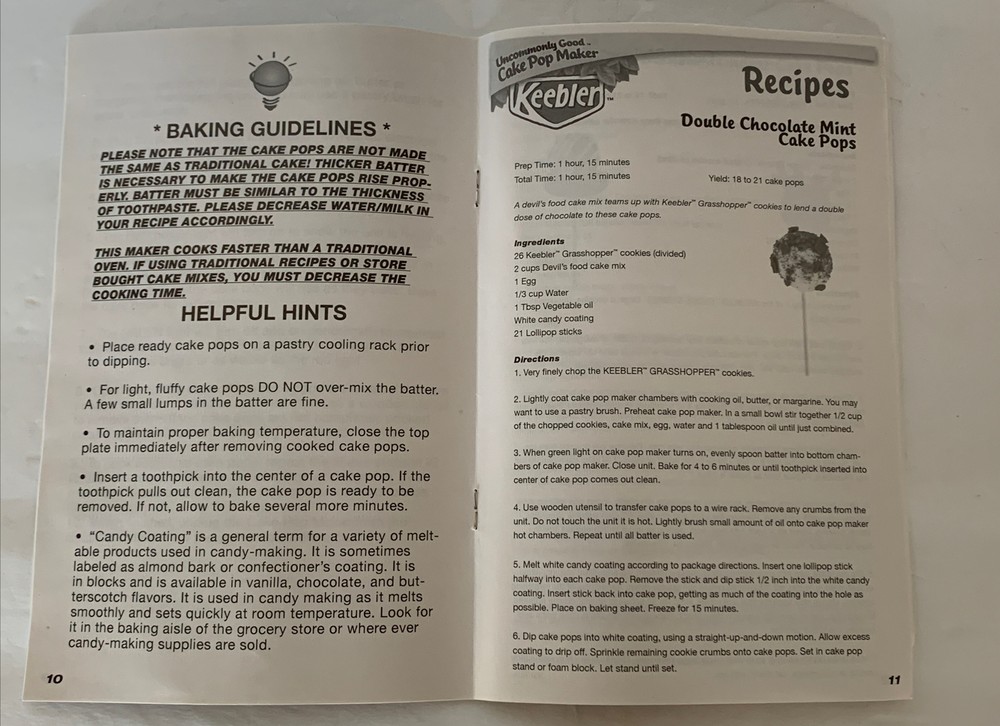 * BAKING GUIDELINES *
PLEASE NOTE THAT THE CAKE POPS ARE NOT MADE
THE SAME AS TRADITIONAL CAKE! THICKER BATTER
IS NECESSARY TO MAKE THE CAKE POPS RISE PROP-
ERLY. BATTER MUST BE SIMILAR TO THE THICKNESS
OF TOOTHPASTE. PLEASE DECREASE WATER/MILK IN
YOUR RECIPE ACCORDINGLY.
THIS MAKER COOKS FASTER THAN A TRADITIONAL
OVEN. IF USING TRADITIONAL RECIPES OR STORE
BOUGHT CAKE MIXES, YOU MUST DECREASE THE
COOKING TIME.
HELPFUL HINTS
• Place ready cake pops on a pastry cooling rack prior
to dipping.
• For light, fluffy cake pops DO NOT over-mix the batter.
A few small lumps in the batter are fine.
• To maintain proper baking temperature, close the top
plate immediately after removing cooked cake pops.
• Insert a toothpick into the center of a cake pop. If the
toothpick pulls out clean, the cake pop is ready to be
removed. If not, allow to bake several more minutes.
• “Candy Coating” is a general term for a variety of melt-
able products used in candy-making. It is sometimes
labeled as almond bark or confectioner's coating. It is
in blocks and is available in vanilla, chocolate, and but-
terscotch flavors. It is used in candy making as it melts
smoothly and sets quickly at room temperature. Look for
it in the baking aisle of the grocery store or where ever
candy-making supplies are sold.
10
Uncommonly Good™
Cake Pop Maker
Keebler™
Recipes
Double Chocolate Mint
Cake Pops
Prep Time: 1 hour, 15 minutes
Total Time: 1 hour, 15 minutes Yield: 18 to 21 cake pops
A devil's food cake mix teams up with Keebler™ Grasshopper™ cookies to lend a double
dose of chocolate to these cake pops.
Ingredients
26 Keebler™ Grasshopper™ cookies (divided)
2 cups Devil's food cake mix
1 Egg
1/3 cup Water
1 Tbsp Vegetable oil
White candy coating
21 Lollipop sticks
Directions
1. Very finely chop the KEEBLER™ GRASSHOPPER™ cookies.
2. Lightly coat cake pop maker chambers with cooking oil, butter, or margarine. You may
want to use a pastry brush. Preheat cake pop maker. In a small bowl stir together 1/2 cup
of the chopped cookies, cake mix, egg, water and 1 tablespoon oil until just combined.
3. When green light on cake pop maker turns on, evenly spoon batter into bottom cham-
bers of cake pop maker. Close unit. Bake for 4 to 6 minutes or until toothpick inserted into
center of cake pop comes out clean.
4. Use wooden utensil to transfer cake pops to a wire rack. Remove any crumbs from the
unit. Do not touch the unit it is hot. Lightly brush small amount of oil onto cake pop maker
hot chambers. Repeat until all batter is used.
5. Melt white candy coating according to package directions. Insert one lollipop stick
halfway into each cake pop. Remove the stick and dip stick 1/2 inch into the white candy
coating. Insert stick back into cake pop, getting as much of the coating into the hole as
possible. Place on baking sheet. Freeze for 15 minutes.
6. Dip cake pops into white coating, using a straight-up-and-down motion. Allow excess
coating to drip off. Sprinkle remaining cookie crumbs onto cake pops. Set in cake pop
stand or foam block. Let stand until set.
11